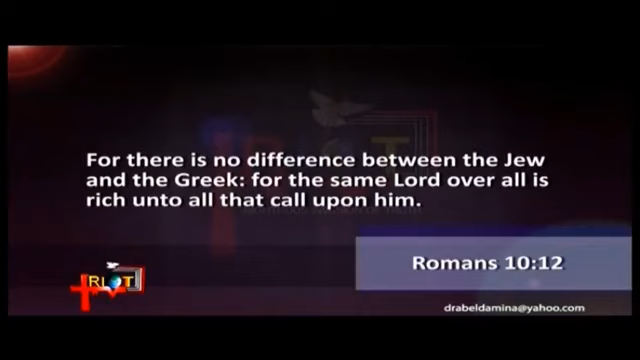 For there is no difference between the Jew
and the Greek: for the same Lord over all is
rich unto all that call upon him.
Romans 10:12
RIOT
drabeldamina@yahoo.com